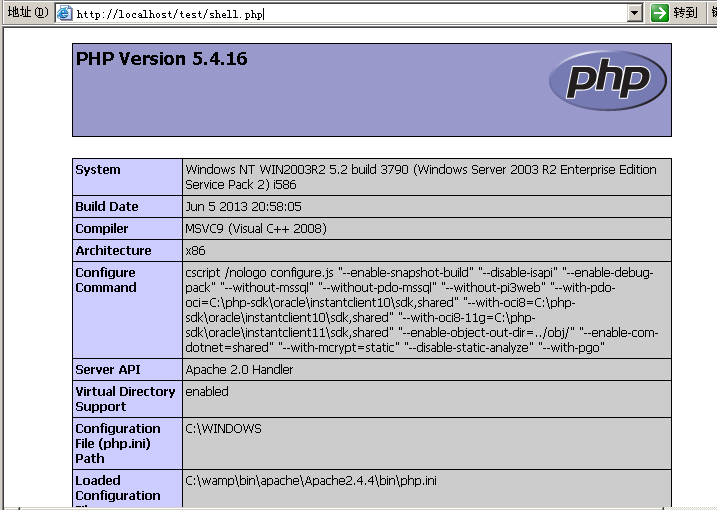 地址(D) http://localhost/test/shell.php 转到
PHP Version 5.4.16
php
System
Windows NT WIN2003R2 5.2 build 3790 (Windows Server 2003 R2 Enterprise Edition
Service Pack 2) i586
Build Date
Jun 5 2013 20:58:05
Compiler
MSVC9 (Visual C++ 2008)
Architecture
x86
Configure
Command
cscript /nologo configure.js "--enable-snapshot-build" "--disable-isapi" "--enable-debug-
pack" "--without-mssql" "--without-pdo-mssql" "--without-pi3web" "--with-pdo-
oci=C:\php-sdk\oracle\instantclient10\sdk,shared" "--with-oci8=C:\php-
sdk\oracle\instantclient10\sdk,shared" "--with-oci8-11g=C:\php-
sdk\oracle\instantclient11\sdk,shared" "--enable-object-out-dir=../obj/" "--enable-com-
dotnet=shared" "--with-mcrypt=static" "--disable-static-analyze" "--with-pgo"
Server API
Apache 2.0 Handler
Virtual Directory
Support
enabled
Configuration
File (php.ini)
Path
C:\WINDOWS
Loaded
Configuration
C:\wamp\bin\apache\Apache2.4.4\bin\php.ini